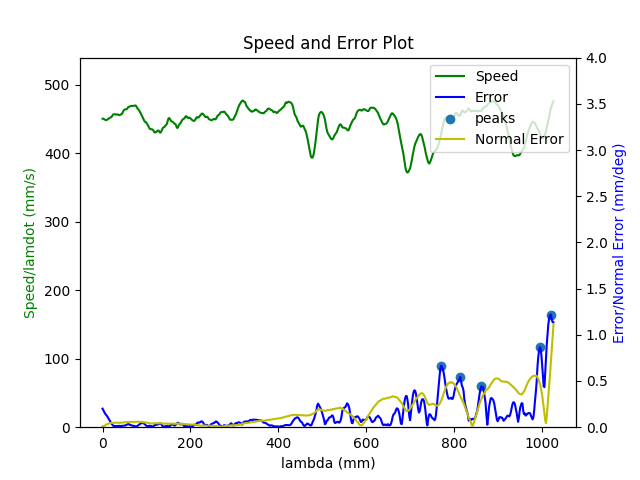 Speed and Error Plot
Speed
Error
peaks
Normal Error
Speed/lamdot (mm/s)
500
400
300
200
100
0
4.0
3.5
3.0
2.5
2.0
1.5
1.0
0.5
0.0
Error/Normal Error (mm/deg)
0 200 400 600 800 1000
lambda (mm)